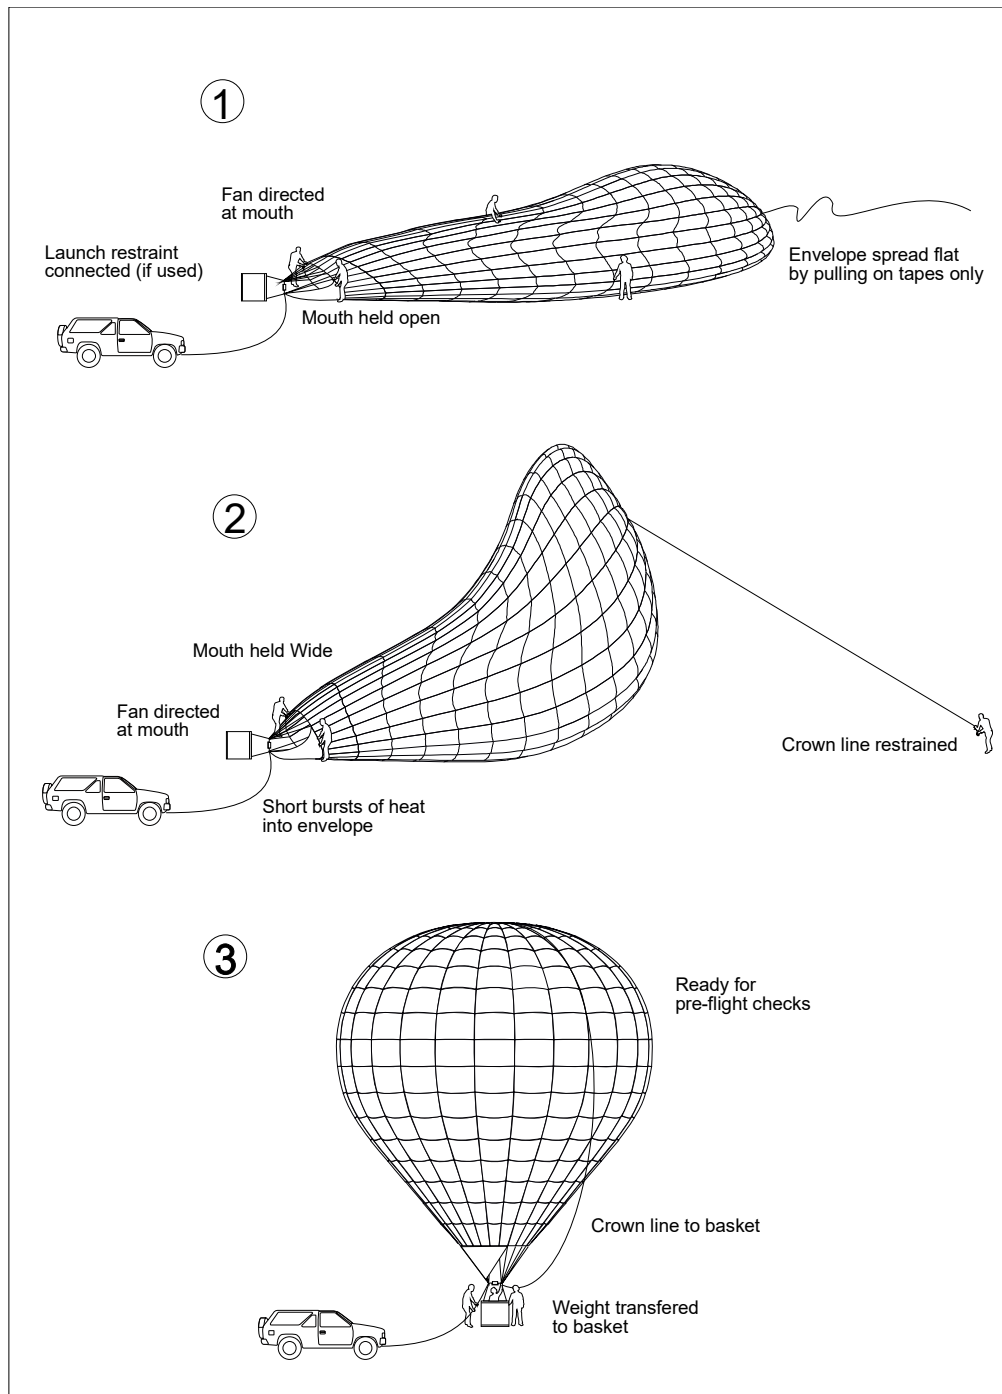 1
Fan directed
at mouth
Launch restraint
connected (if used)
Envelope spread flat
by pulling on tapes only
Mouth held open
2
Mouth held Wide
Fan directed
at mouth
Crown line restrained
Short bursts of heat
into envelope
3
Ready for
pre-flight checks
Crown line to basket
Weight transfered
to basket